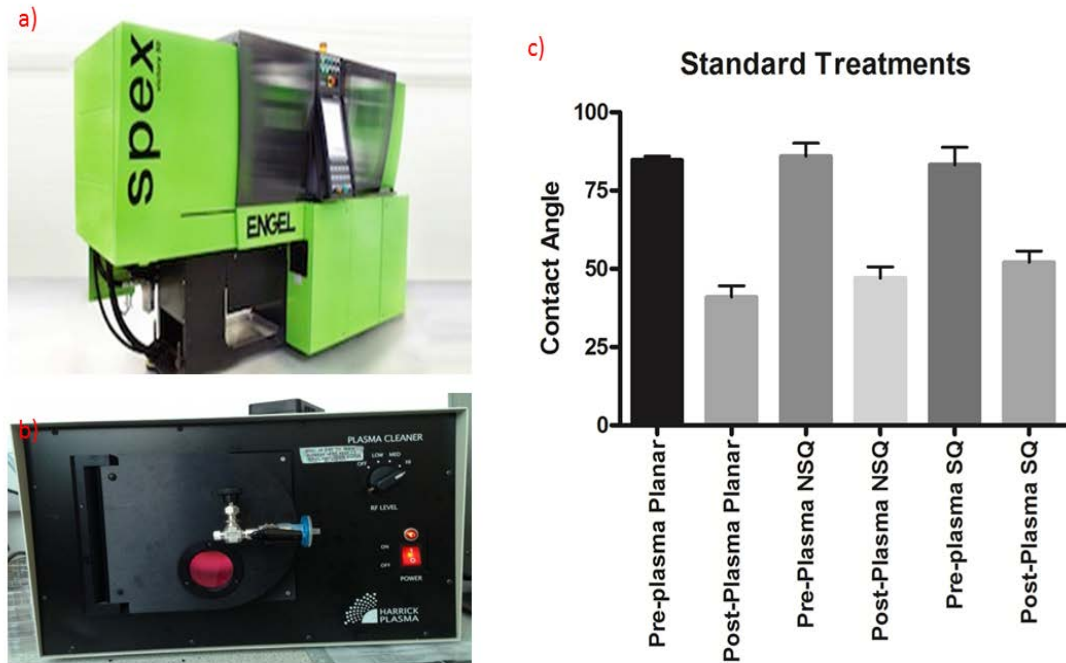 a)
spex
victory 50
ENGEL
b)
PLASMA CLEANER
OFF LOW MED HI
RF LEVEL
ON
OFF
POWER
HARRICK
PLASMA
c)
Standard Treatments
Contact Angle
100
75
50
25
0
Pre-plasma Planar
Post-Plasma Planar
Pre-Plasma NSQ
Post-Plasma NSQ
Pre-plasma SQ
Post-Plasma SQ